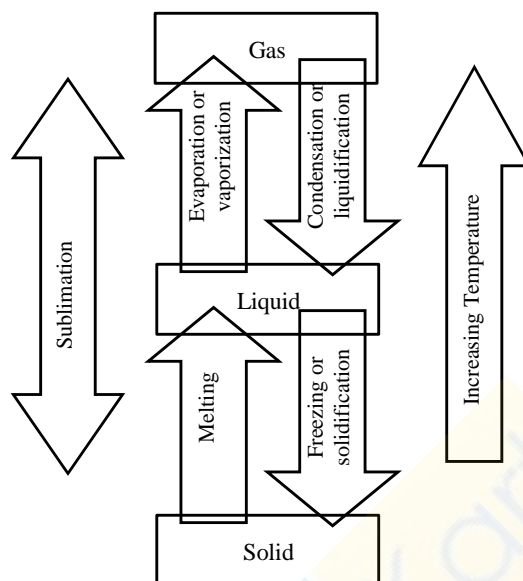 Gas
Evaporation or
vaporization
Condensation or
liquidification
Sublimation
Increasing Temperature
Liquid
Melting
Freezing or
solidification
Solid